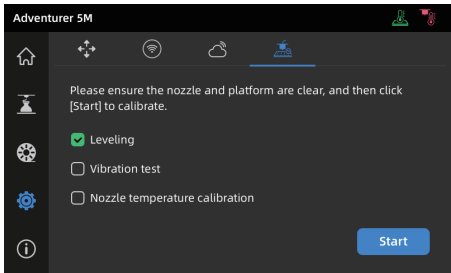 Adventurer 5M
Please ensure the nozzle and platform are clear, and then click
[Start] to calibrate.
Leveling
Vibration test
Nozzle temperature calibration
Start